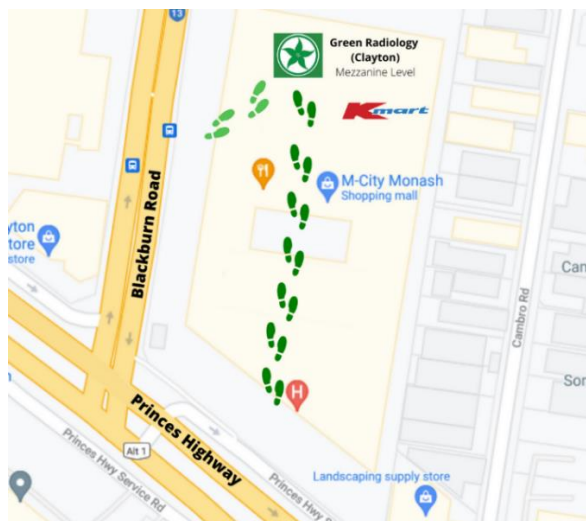 13
Green Radiology
(Clayton)
Mezzanine Level
Kmart
M-City Monash
Shopping mall
Blackburn Road
yton
tore
store
Cambro Rd
Cam
Son
H
Princes Highway
Alt 1
Princes Hwy Service Rd
Princes Hwy S
Landscaping supply store